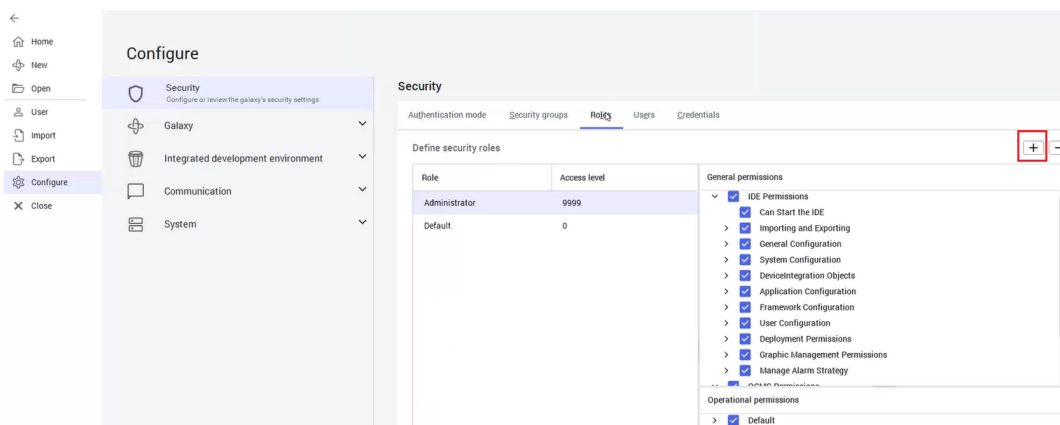 Home
New
Open
User
Import
Export
Configure
Close
Configure
Security
Configure or review the galaxy's security settings
Galaxy
Integrated development environment
Communication
System
Security
Authentication mode Security groups Roles Users Credentials
Define security roles
Role Access level
Administrator 9999
Default 0
General permissions
IDE Permissions
Can Start the IDE
Importing and Exporting
General Configuration
System Configuration
DeviceIntegration Objects
Application Configuration
Framework Configuration
User Configuration
Deployment Permissions
Graphic Management Permissions
Manage Alarm Strategy
OCMC Permissions
Operational permissions
Default